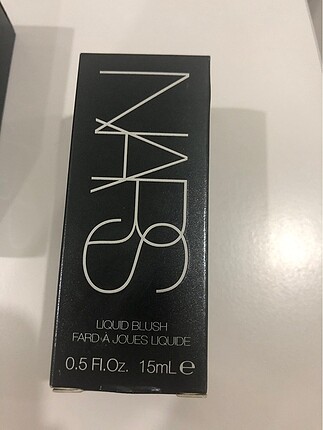 NARS
LIQUID BLUSH
FARD À JOUES LIQUIDE
0.5 Fl.Oz. 15mL℮